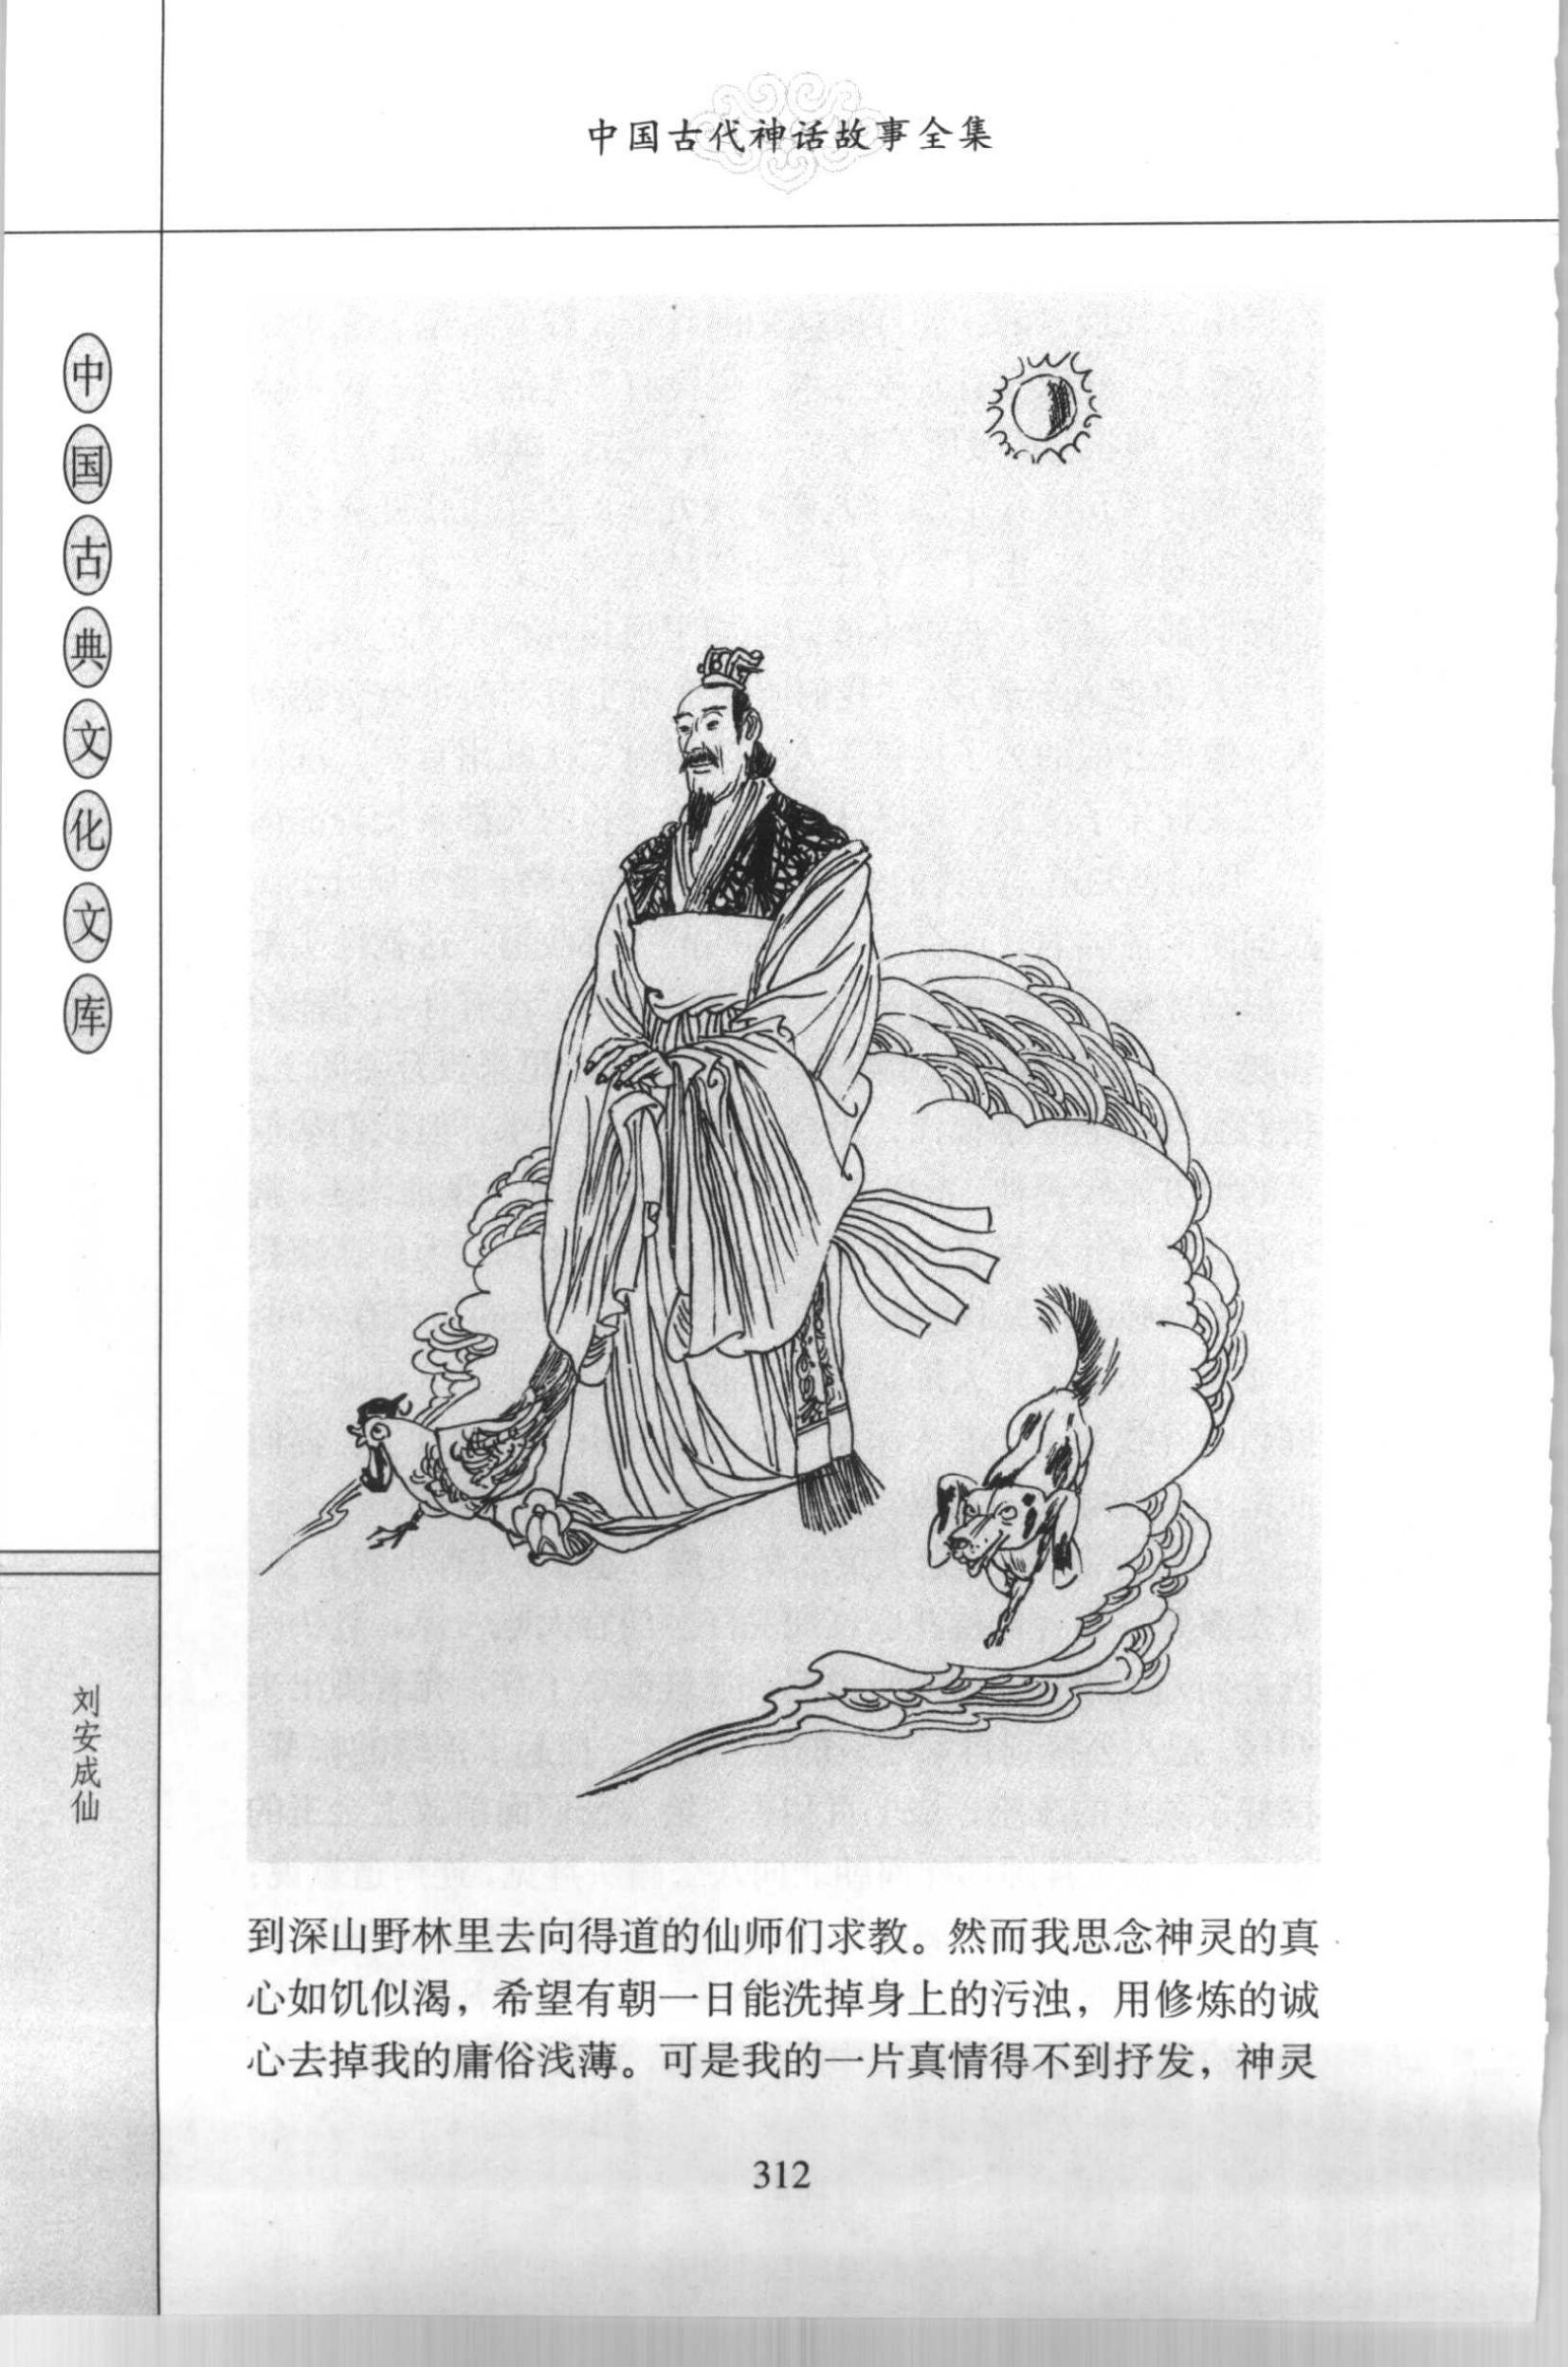 中国古代神话故事全集
中国古典文化文库
刘安成仙
到深山野林里去向得道的仙师们求教。然而我思念神灵的真
心如饥似渴，希望有朝一日能洗掉身上的污浊，用修炼的诚
心去掉我的庸俗浅薄。可是我的一片真情得不到抒发，神灵
312